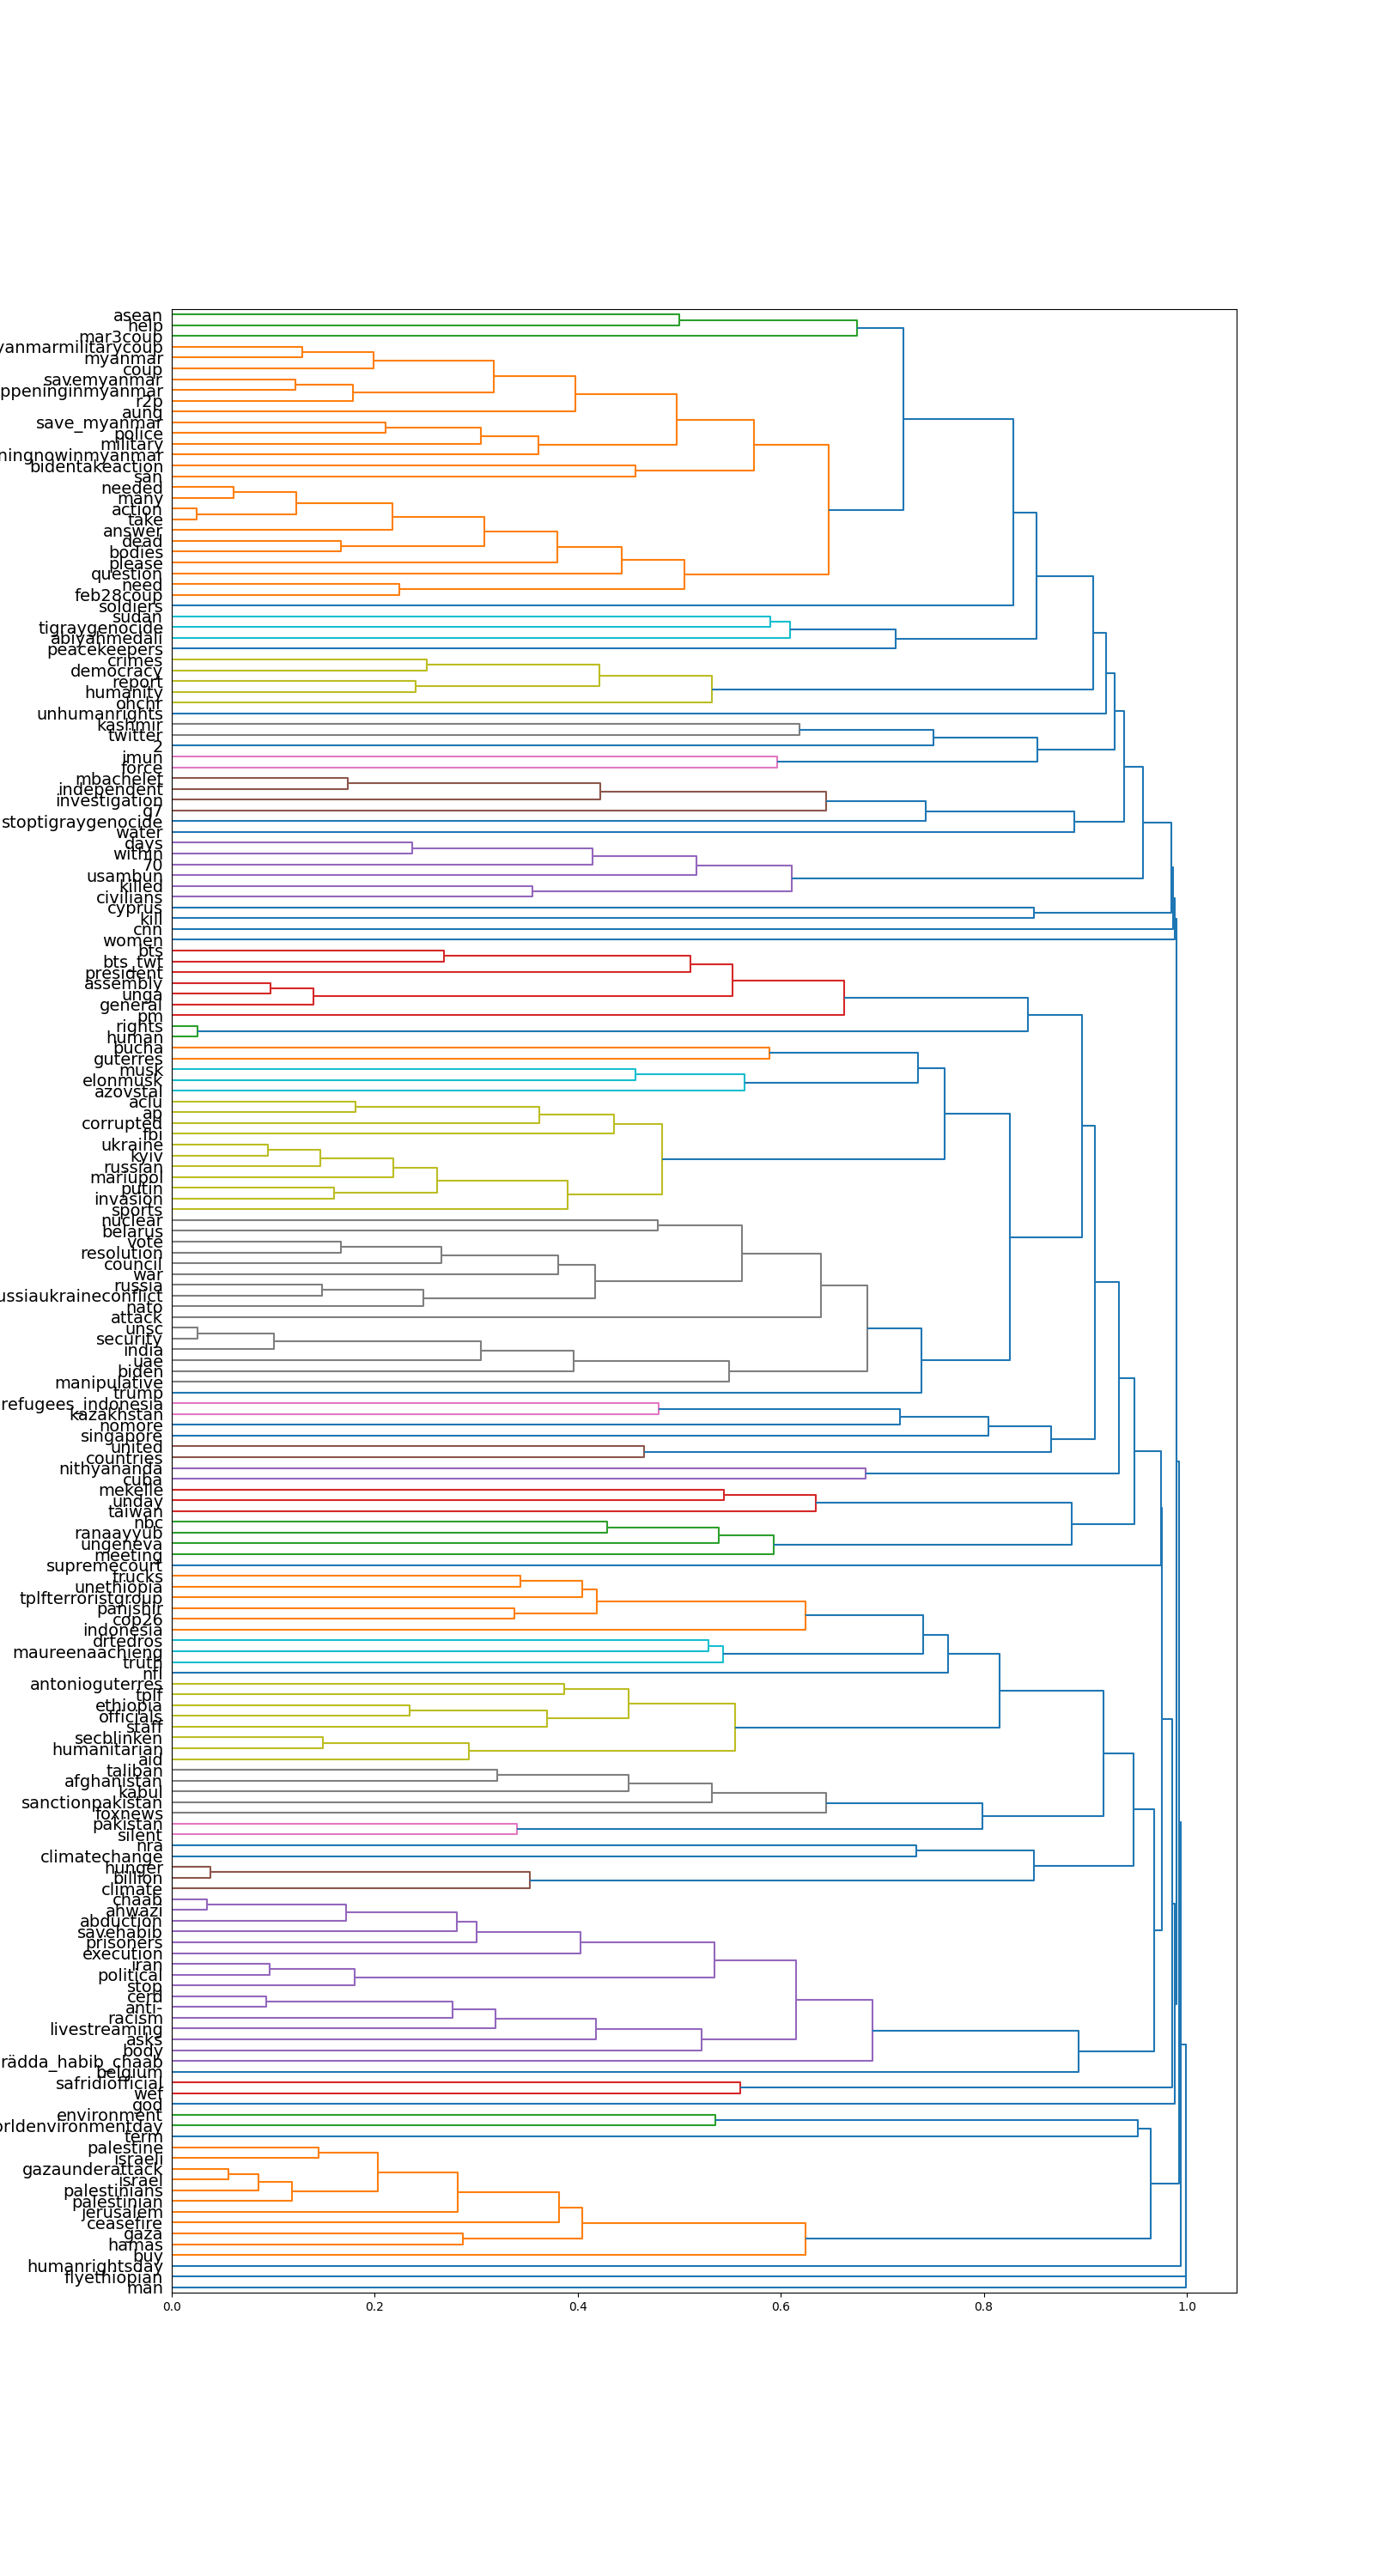 asean
help
mar3coup
yanmarmilitarycoup
myanmar
coup
savemyanmar
ppeninginmyanmar
r2p
aung
save_myanmar
police
military
ningnowinmyanmar
bidentakeaction
san
needed
many
action
take
answer
dead
bodies
please
question
need
feb28coup
soldiers
sudan
tigraygenocide
abiyahmedali
peacekeepers
crimes
democracy
report
humanity
ohchr
unhumanrights
kashmir
twitter
2
imun
force
mbachelet
independent
investigation
g7
stoptigraygenocide
water
days
within
70
usambun
killed
civilians
cyprus
kill
cnn
women
bts
bts_twt
president
assembly
unga
general
pm
rights
human
bucha
guterres
musk
elonmusk
azovstal
aclu
ap
corrupted
fbi
ukraine
kyiv
russian
mariupol
putin
invasion
sports
nuclear
belarus
vote
resolution
council
war
russia
ussiaukraineconflict
nato
attack
unsc
security
india
uae
biden
manipulative
trump
refugees_indonesia
kazakhstan
nomore
singapore
united
countries
nithyananda
cuba
mekelle
unday
taiwan
nbc
ranaayyub
ungeneva
meeting
supremecourt
trucks
unethiopia
tplfterroristgroup
panjshir
cop26
indonesia
drtedros
maureenaachieng
truth
nfl
antonioguterres
tplf
ethiopia
officials
staff
secblinken
humanitarian
aid
taliban
afghanistan
kabul
sanctionpakistan
foxnews
pakistan
silent
nra
climatechange
hunger
billion
climate
chaab
ahwazi
abduction
savehabib
prisoners
execution
iran
political
stop
cerd
anti-
racism
livestreaming
asks
body
rädda_habib_chaab
belgium
safridiofficial
wef
god
environment
orldenvironmentday
term
palestine
israeli
gazaunderattack
israel
palestinians
palestinian
jerusalem
ceasefire
gaza
hamas
buy
humanrightsday
flyethiopian
man
0.0 0.2 0.4 0.6 0.8 1.0